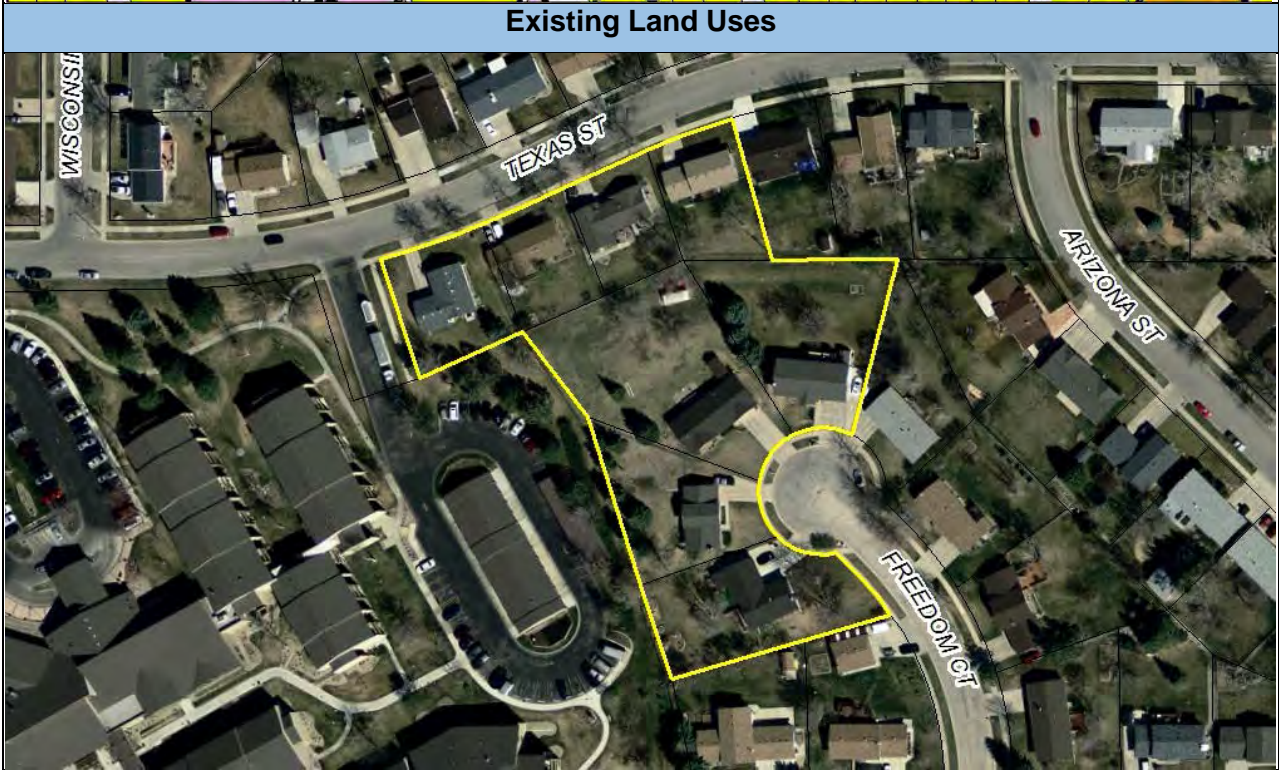 Existing Land Uses
WISCONSI
TEXAS ST
ARIZONA ST
FREEDOM CT